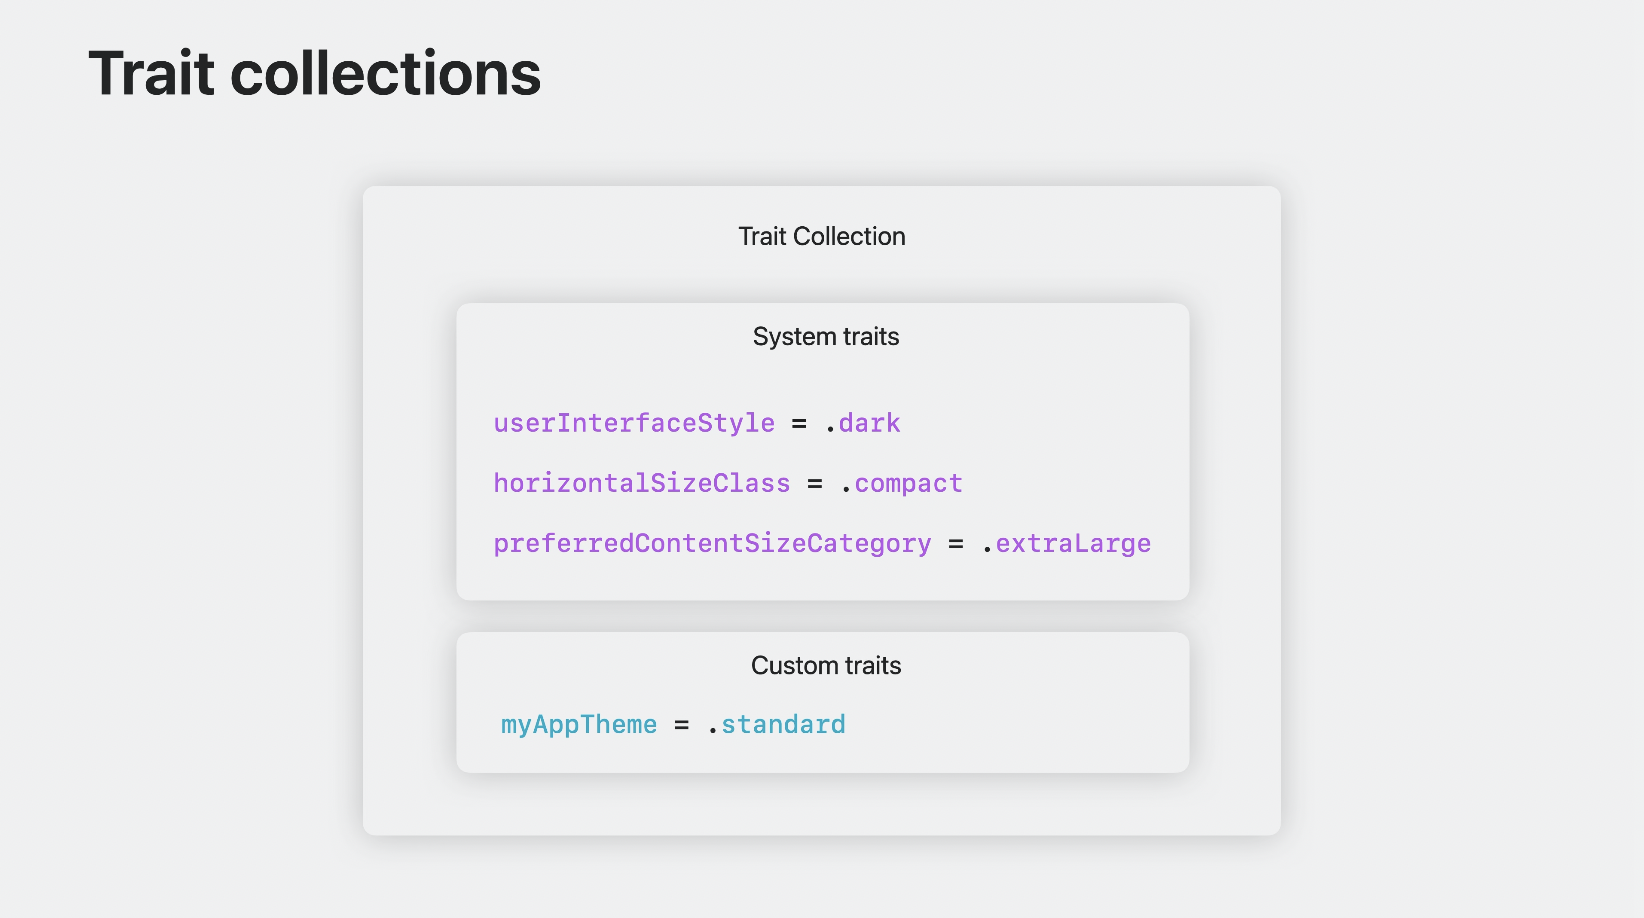 Trait collections
Trait Collection
System traits
userInterfaceStyle = .dark
horizontalSizeClass = .compact
preferredContentSizeCategory = .extraLarge
Custom traits
myAppTheme = .standard